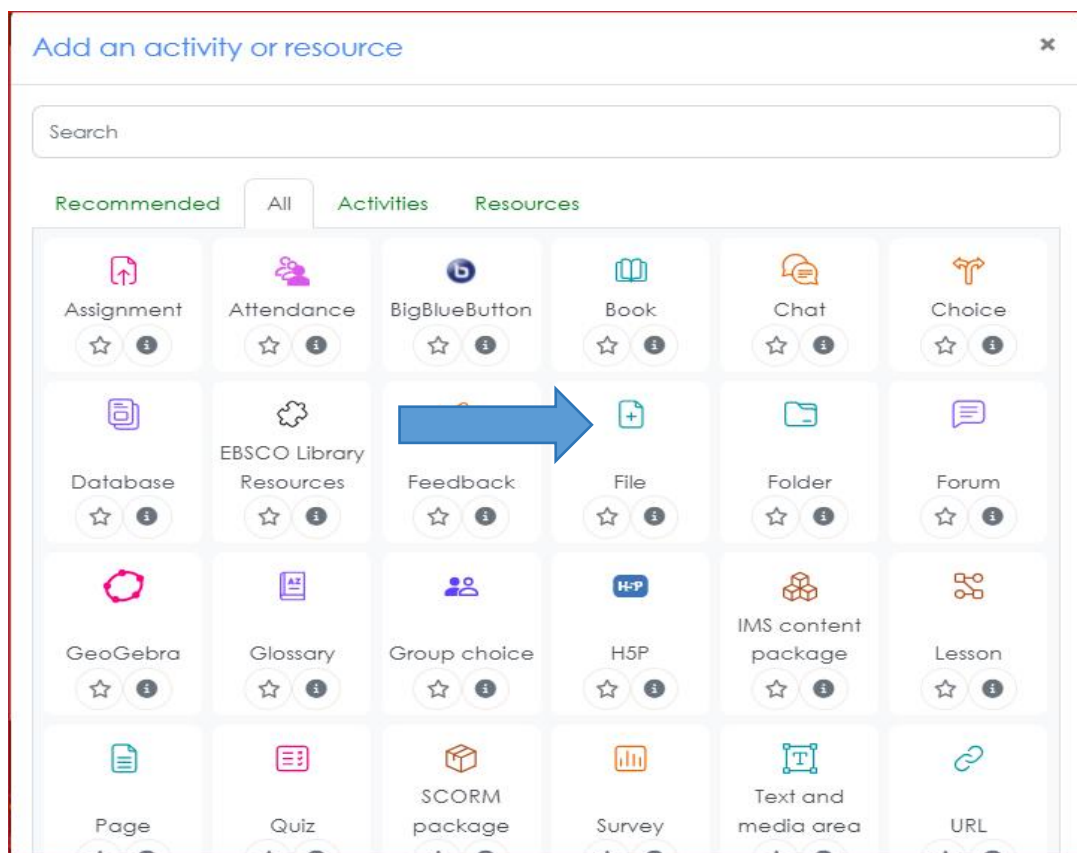 Add an activity or resource
×
Search
Recommended All Activities Resources
Assignment Attendance BigBlueButton Book Chat Choice
Database EBSCO Library Resources Feedback File Folder Forum
GeoGebra Glossary Group choice H5P IMS content package Lesson
Page Quiz SCORM package Survey Text and media area URL